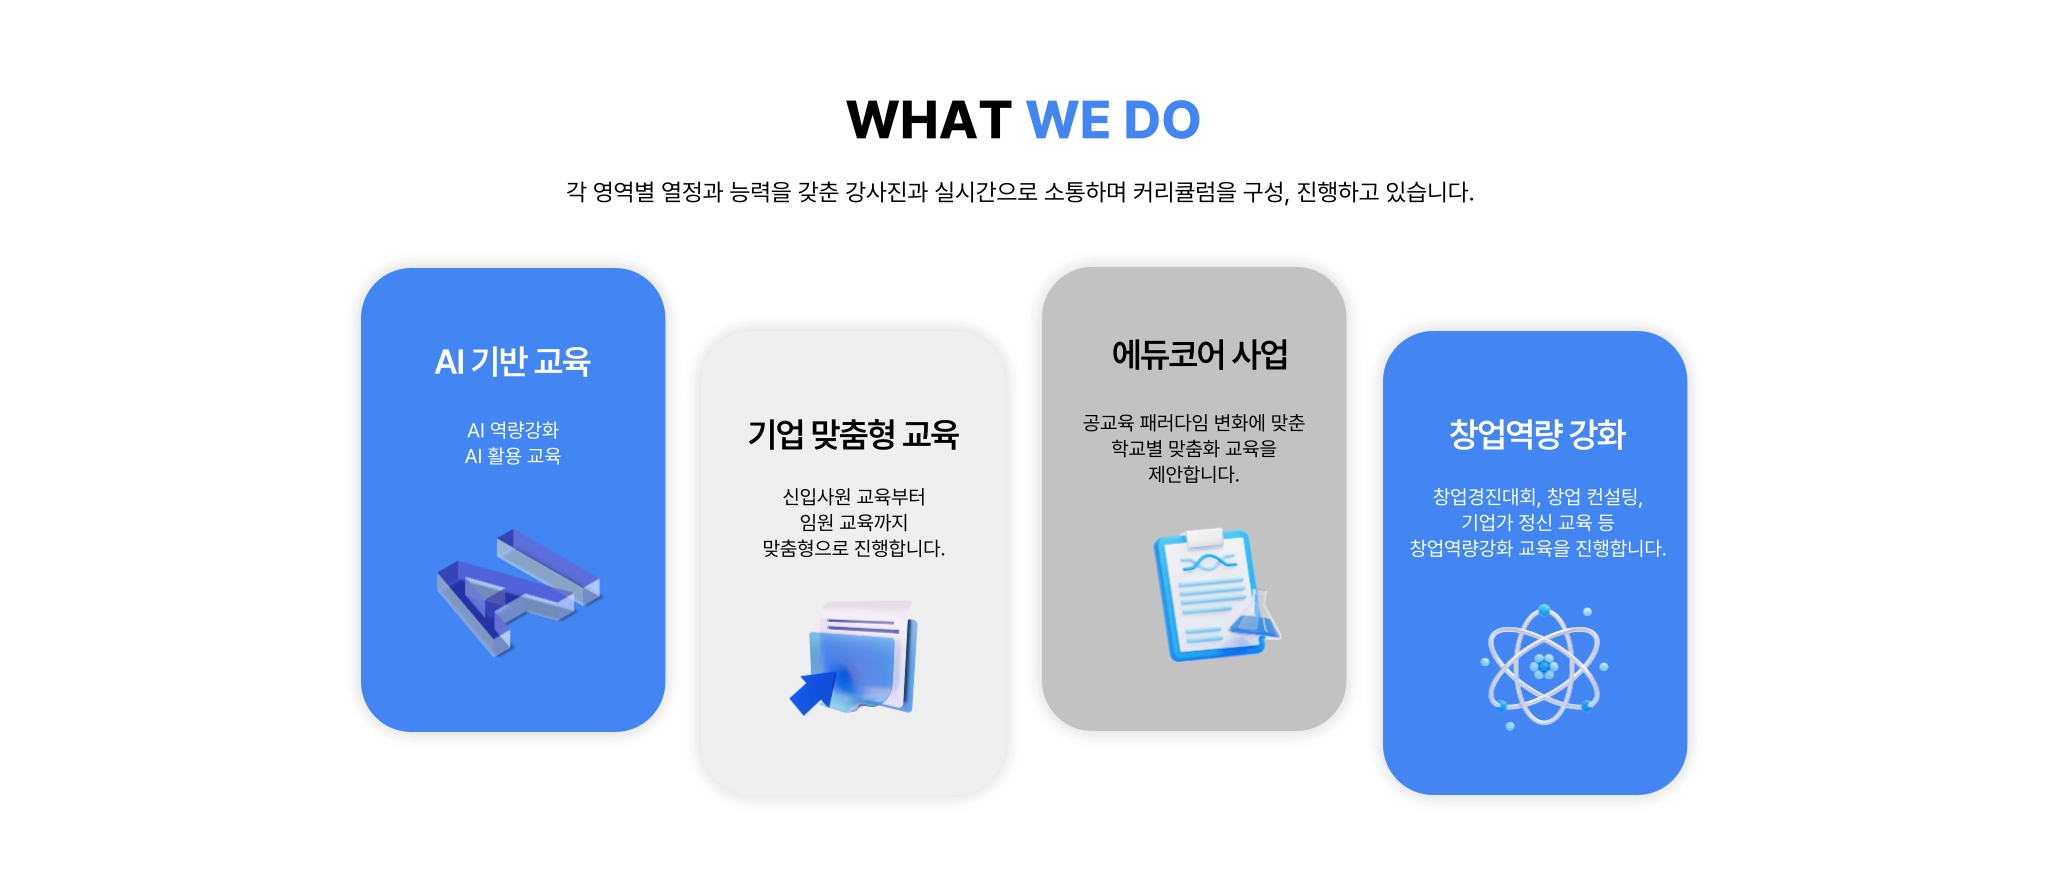 WHAT WE DO
각 영역별 열정과 능력을 갖춘 강사진과 실시간으로 소통하며 커리큘럼을 구성, 진행하고 있습니다.
AI 기반 교육
AI 역량강화
AI 활용 교육
기업 맞춤형 교육
신입사원 교육부터
임원 교육까지
맞춤형으로 진행합니다.
에듀코어 사업
공교육 패러다임 변화에 맞춘
학교별 맞춤화 교육을
제안합니다.
창업역량 강화
창업경진대회, 창업 컨설팅,
기업가 정신 교육 등
창업역량강화 교육을 진행합니다.